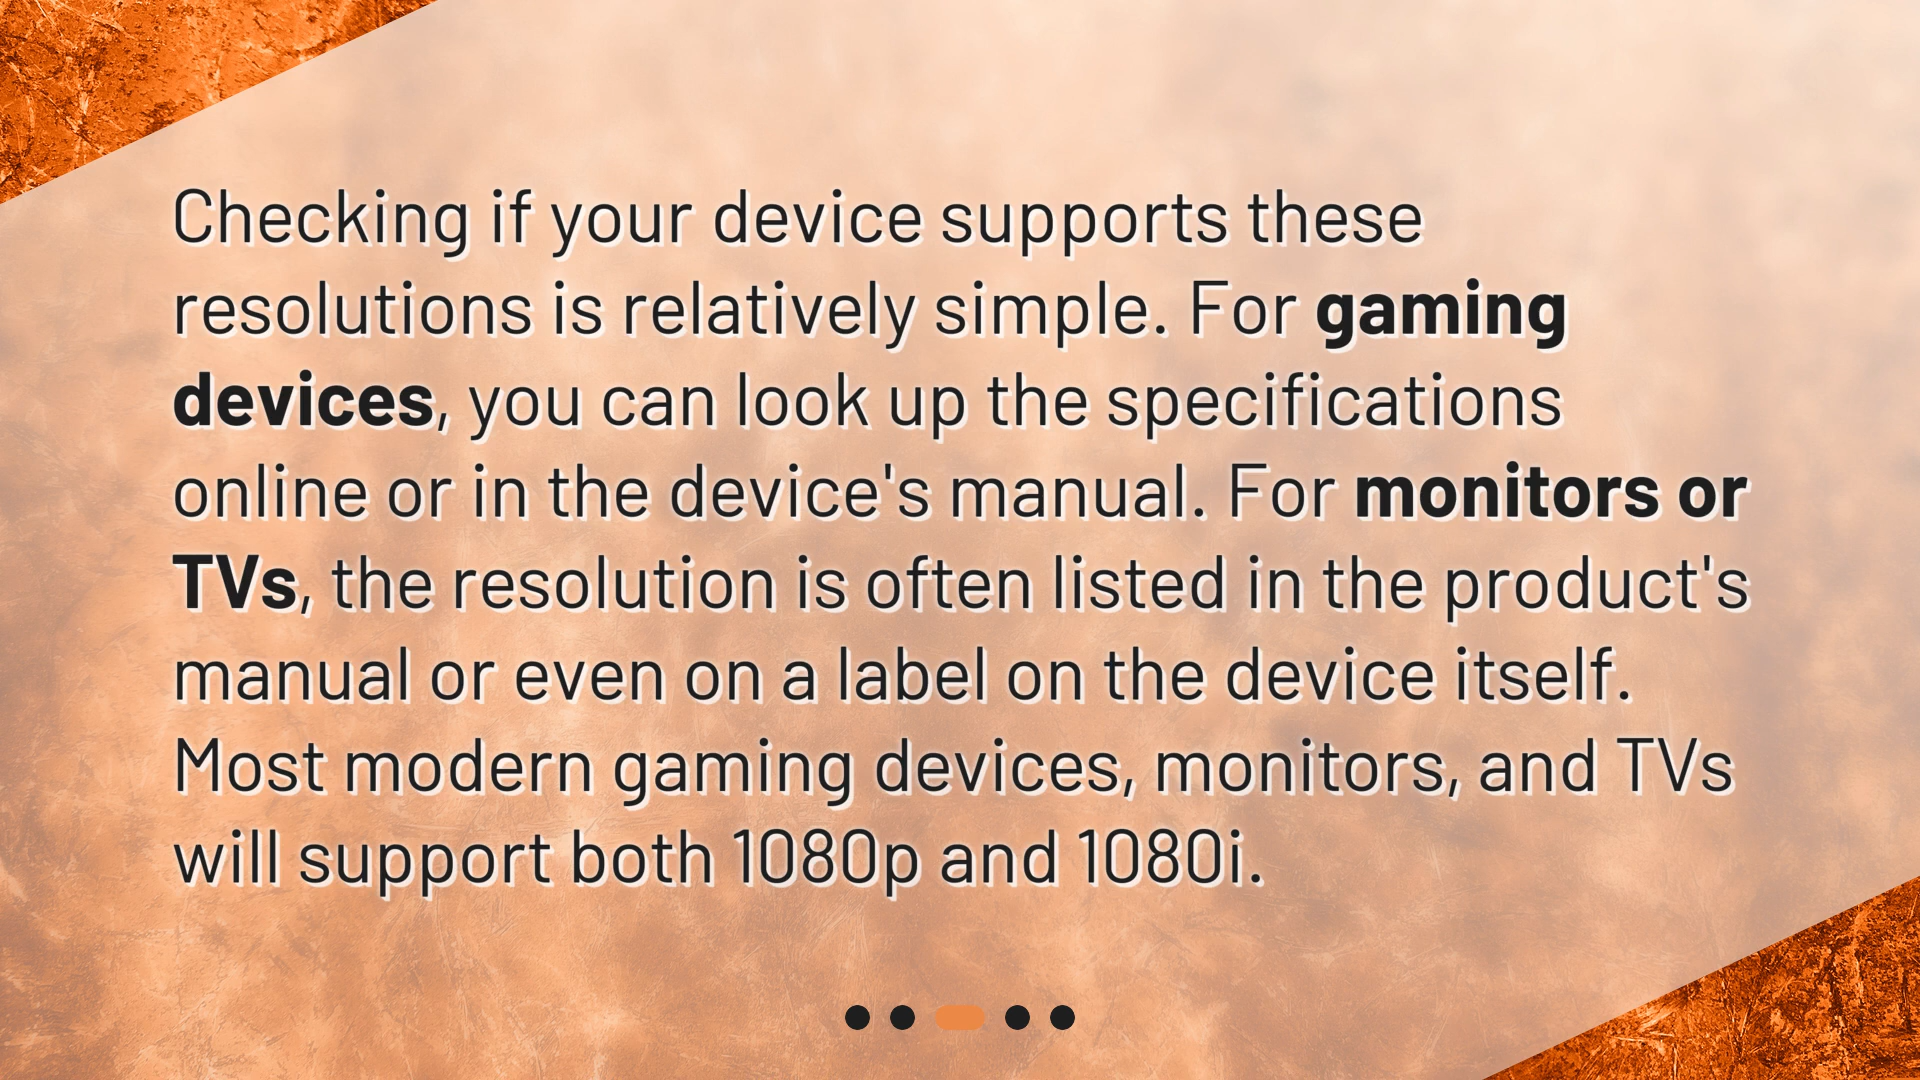 Checking if your device supports these
resolutions is relatively simple. For gaming
devices, you can look up the specifications
online or in the device's manual. For monitors or
TVs, the resolution is often listed in the product's
manual or even on a label on the device itself.
Most modern gaming devices, monitors, and TVs
will support both 1080p and 1080i.